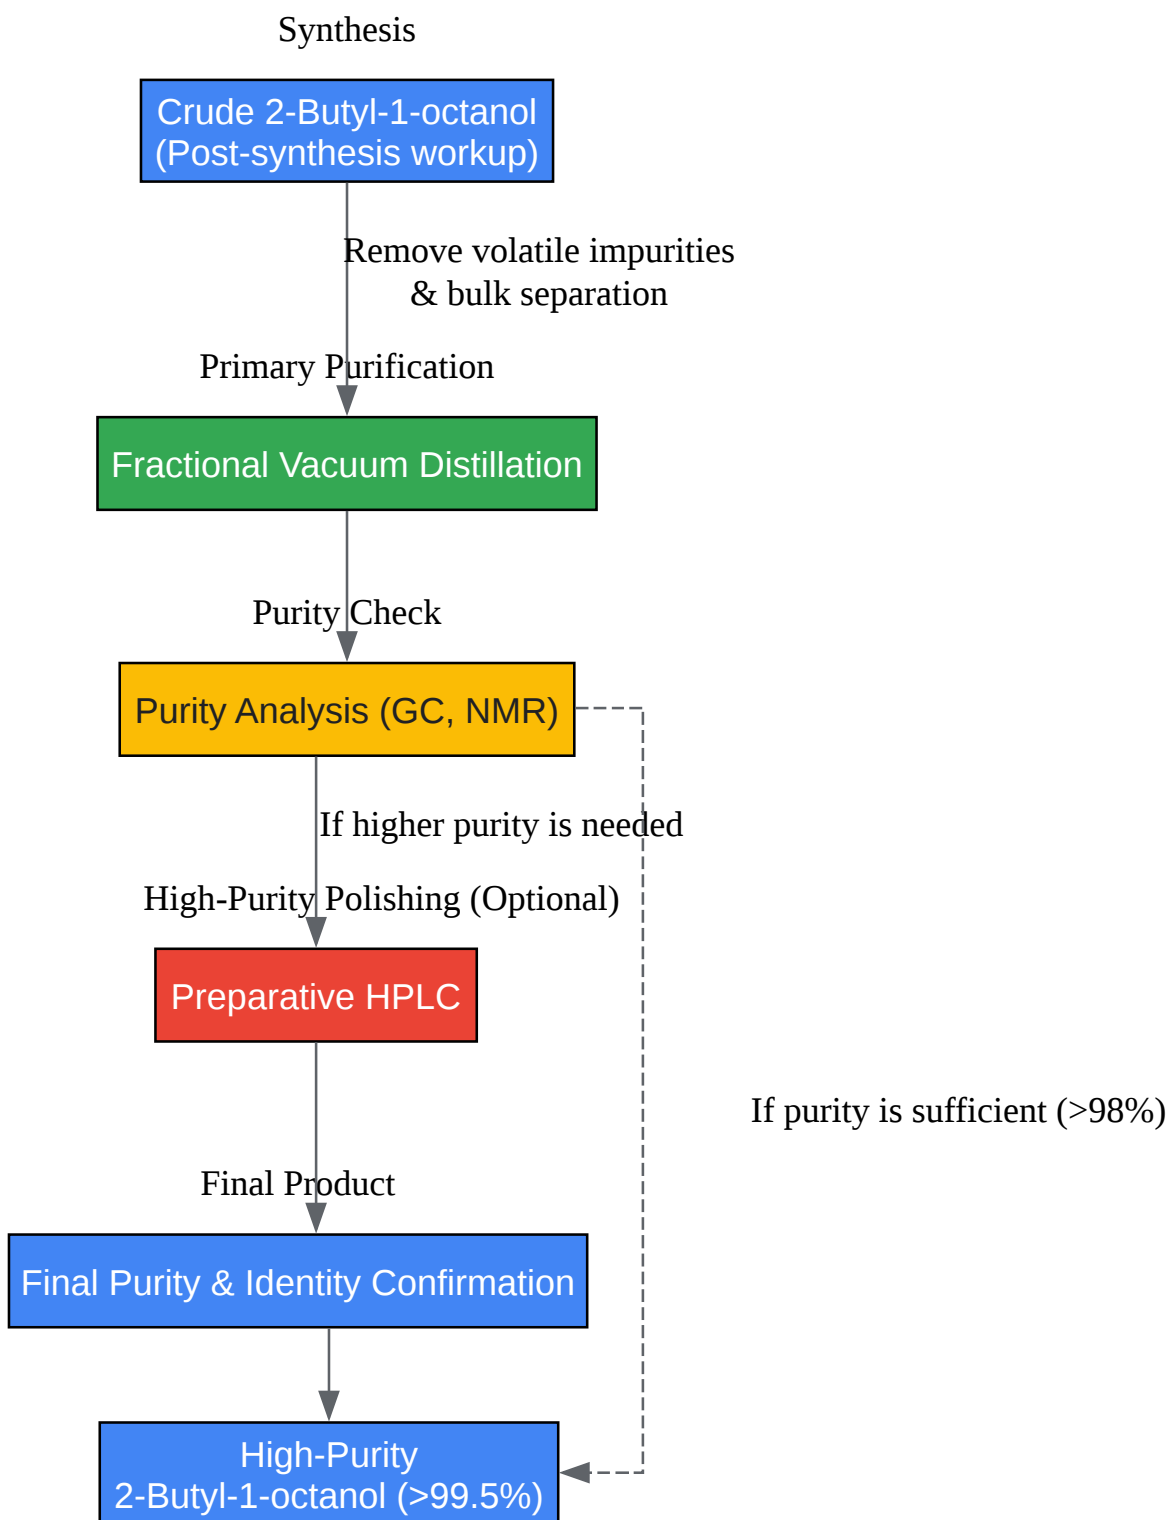 Synthesis
Crude 2-Butyl-1-octanol
(Post-synthesis workup)
Remove volatile impurities
& bulk separation
Primary Purification
Fractional Vacuum Distillation
Purity Check
Purity Analysis (GC, NMR)
If higher purity is needed
High-Purity Polishing (Optional)
Preparative HPLC
If purity is sufficient (>98%)
Final Product
Final Purity & Identity Confirmation
High-Purity
2-Butyl-1-octanol (>99.5%)